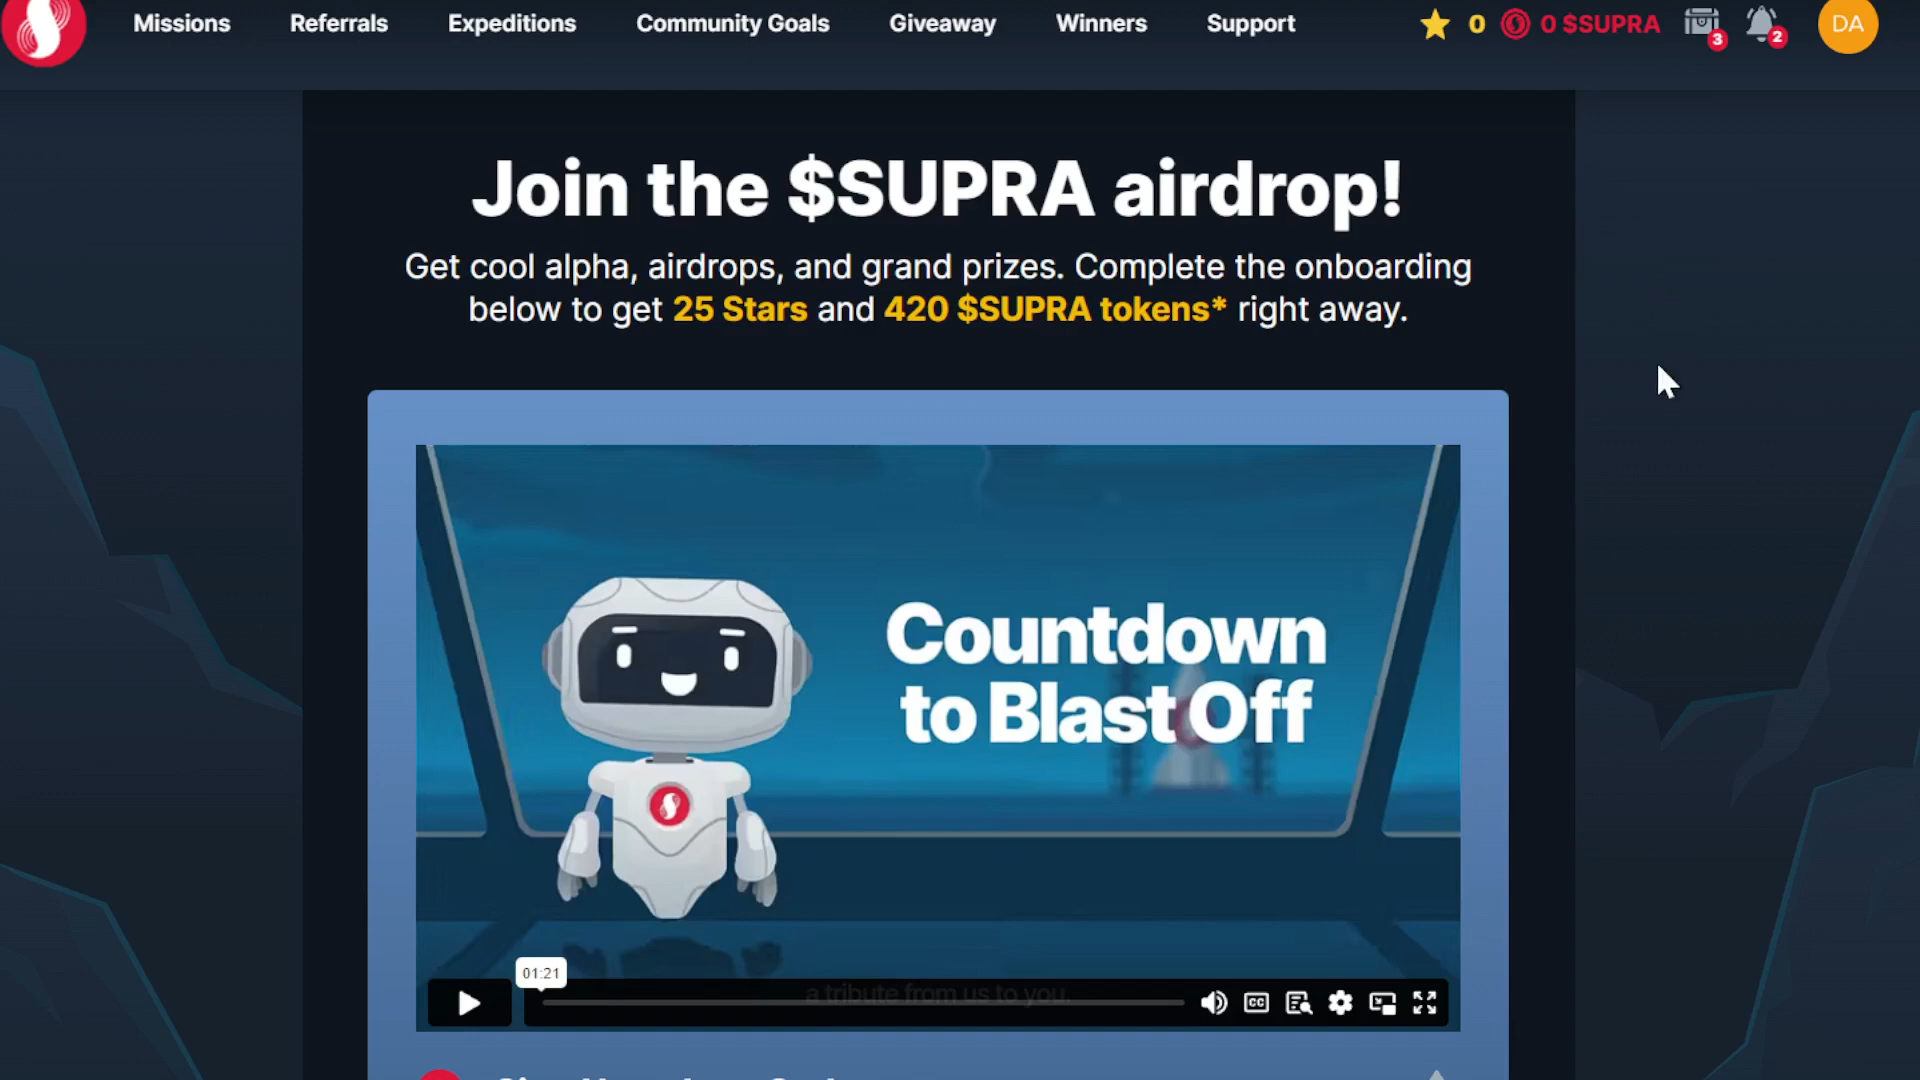 Missions Referrals Expeditions Community Goals Giveaway Winners Support 0 0 $SUPRA 3 2 DA
Join the $SUPRA airdrop!
Get cool alpha, airdrops, and grand prizes. Complete the onboarding
below to get 25 Stars and 420 $SUPRA tokens* right away.
Countdown
to Blast Off
01:21
a tribute from us to you.
CC